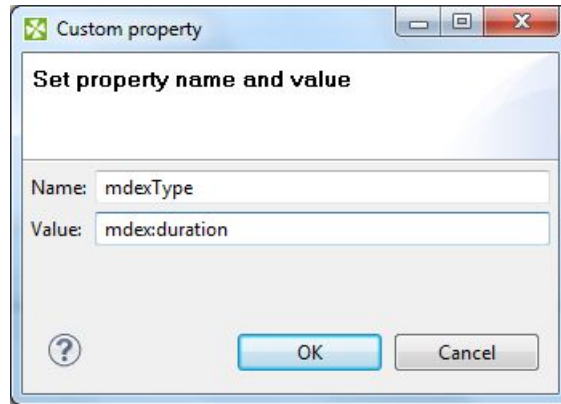 Custom property
Set property name and value
Name: mdexType
Value: mdex:duration
? OK Cancel